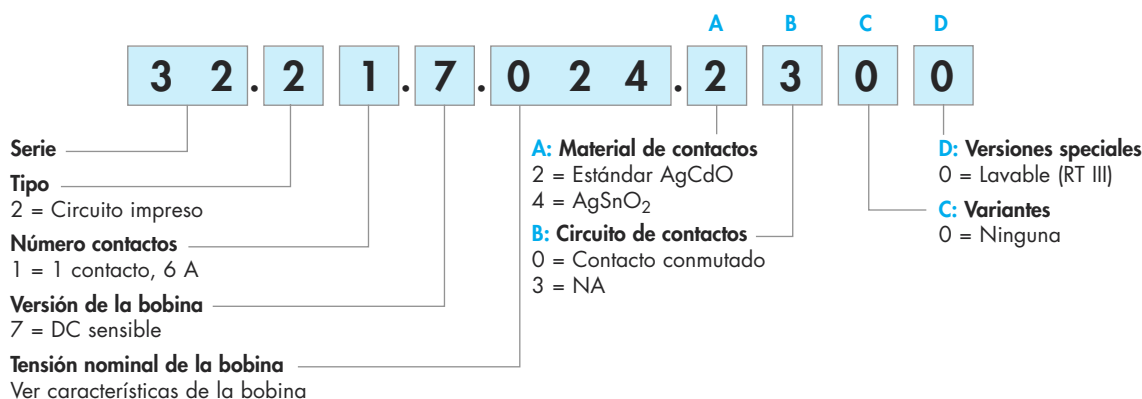 A B C D
3 2 . 2 1 . 7 . 0 2 4 . 2 3 0 0
Serie
Tipo
2 = Circuito impreso
Número contactos
1 = 1 contacto, 6 A
Versión de la bobina
7 = DC sensible
Tensión nominal de la bobina
Ver características de la bobina
A: Material de contactos
2 = Estándar AgCdO
4 = AgSnO₂
B: Circuito de contactos
0 = Contacto conmutado
3 = NA
D: Versiones speciales
0 = Lavable (RT III)
C: Variantes
0 = Ninguna